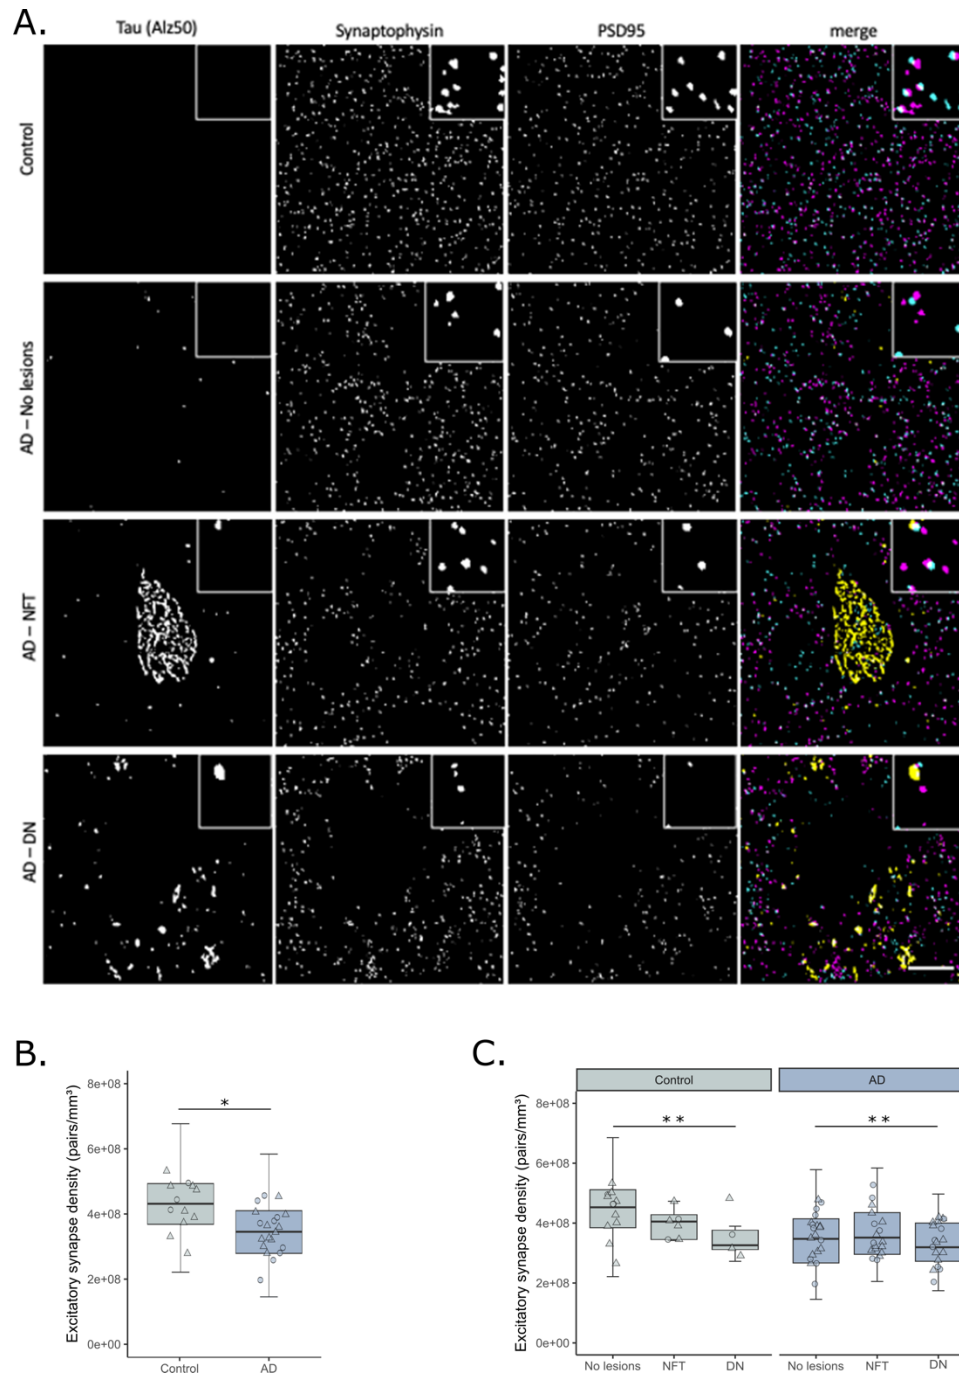 A.
Tau (Alz50) Synaptophysin PSD95 merge
Control
AD – No lesions
AD – NFT
AD – DN
B.
Excitatory synapse density (pairs/mm³)
8e+08
6e+08
4e+08
2e+08
0e+00
*
Control AD
C.
Control AD
Excitatory synapse density (pairs/mm³)
8e+08
6e+08
4e+08
2e+08
0e+00
** **
No lesions NFT DN No lesions NFT DN